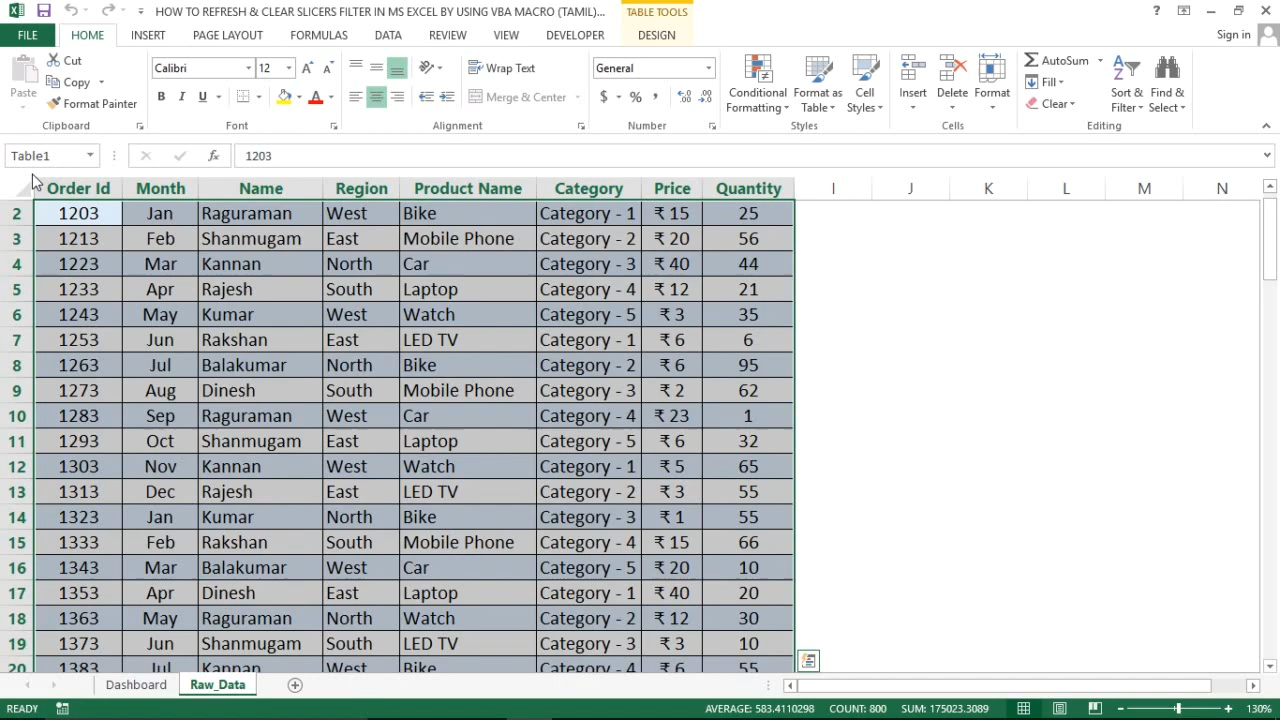 HOW TO REFRESH & CLEAR SLICERS FILTER IN MS EXCEL BY USING VBA MACRO (TAMIL)... TABLE TOOLS ?
FILE HOME INSERT PAGE LAYOUT FORMULAS DATA REVIEW VIEW DEVELOPER DESIGN Sign in
Paste Cut Copy Format Painter Clipboard
Calibri 12 B I U A Font
Wrap Text Merge & Center Alignment
General $ % , Number
Conditional Formatting Format as Table Cell Styles Styles
Insert Delete Format Cells
AutoSum Fill Clear Sort & Filter Find & Select Editing
Table1 fx 1203
Order Id Month Name Region Product Name Category Price Quantity I J K L M N
2 1203 Jan Raguraman West Bike Category - 1 ₹ 15 25
3 1213 Feb Shanmugam East Mobile Phone Category - 2 ₹ 20 56
4 1223 Mar Kannan North Car Category - 3 ₹ 40 44
5 1233 Apr Rajesh South Laptop Category - 4 ₹ 12 21
6 1243 May Kumar West Watch Category - 5 ₹ 3 35
7 1253 Jun Rakshan East LED TV Category - 1 ₹ 6 6
8 1263 Jul Balakumar North Bike Category - 2 ₹ 6 95
9 1273 Aug Dinesh South Mobile Phone Category - 3 ₹ 2 62
10 1283 Sep Raguraman West Car Category - 4 ₹ 23 1
11 1293 Oct Shanmugam East Laptop Category - 5 ₹ 6 32
12 1303 Nov Kannan West Watch Category - 1 ₹ 5 65
13 1313 Dec Rajesh East LED TV Category - 2 ₹ 3 55
14 1323 Jan Kumar North Bike Category - 3 ₹ 1 55
15 1333 Feb Rakshan South Mobile Phone Category - 4 ₹ 15 66
16 1343 Mar Balakumar West Car Category - 5 ₹ 20 10
17 1353 Apr Dinesh East Laptop Category - 1 ₹ 40 20
18 1363 May Raguraman North Watch Category - 2 ₹ 12 30
19 1373 Jun Shanmugam South LED TV Category - 3 ₹ 3 10
20 1383 Jul Kannan West Bike Category - 4 ₹ 6 55
Dashboard Raw_Data
READY AVERAGE: 583.4110298 COUNT: 800 SUM: 175023.3089 130%